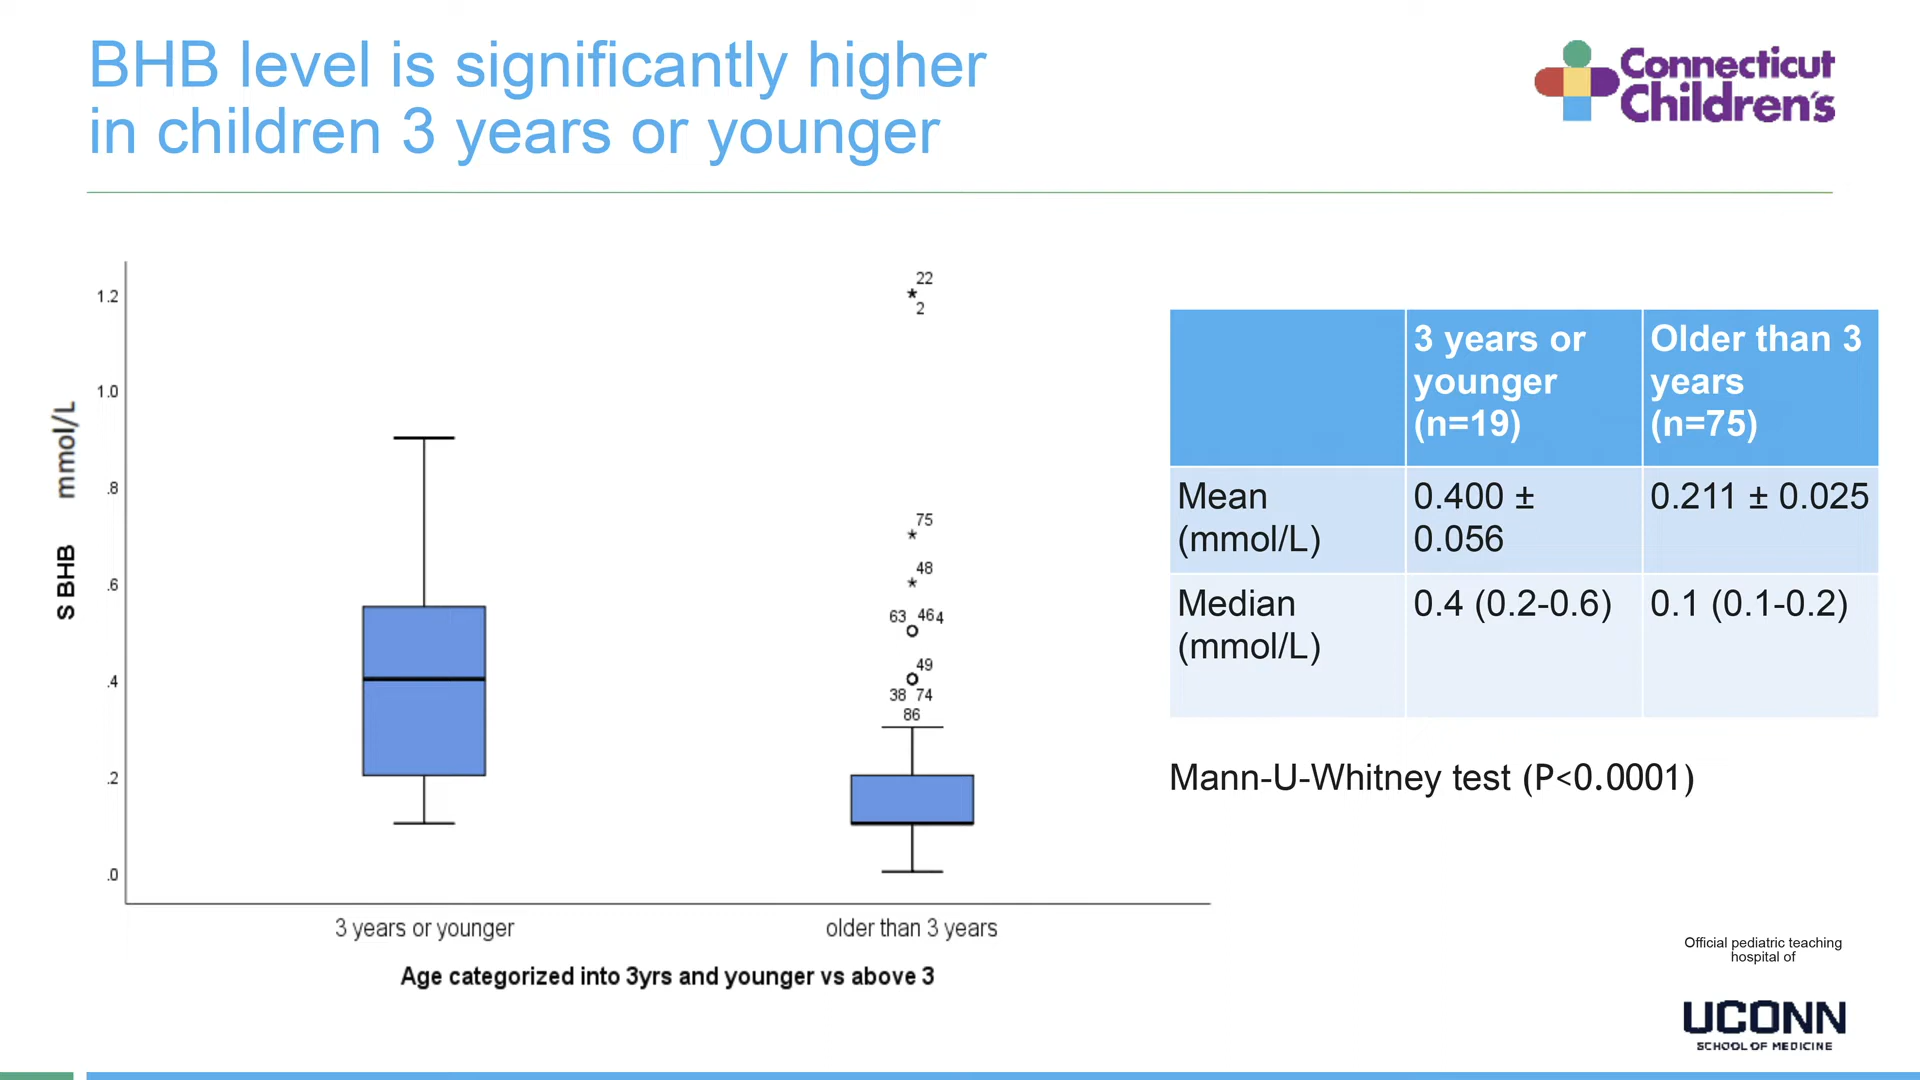 BHB level is significantly higher
in children 3 years or younger
Connecticut
Children's
S BHB mmol/L
1.2
1.0
.8
.6
.4
.2
.0
22
2
75
48
63 464
49
38 74
86
3 years or younger
older than 3 years
Age categorized into 3yrs and younger vs above 3
3 years or
younger
(n=19)
Older than 3
years
(n=75)
Mean
(mmol/L)
0.400 ±
0.056
0.211 ± 0.025
Median
(mmol/L)
0.4 (0.2-0.6)
0.1 (0.1-0.2)
Mann-U-Whitney test (P<0.0001)
Official pediatric teaching
hospital of
UCONN
SCHOOL OF MEDICINE